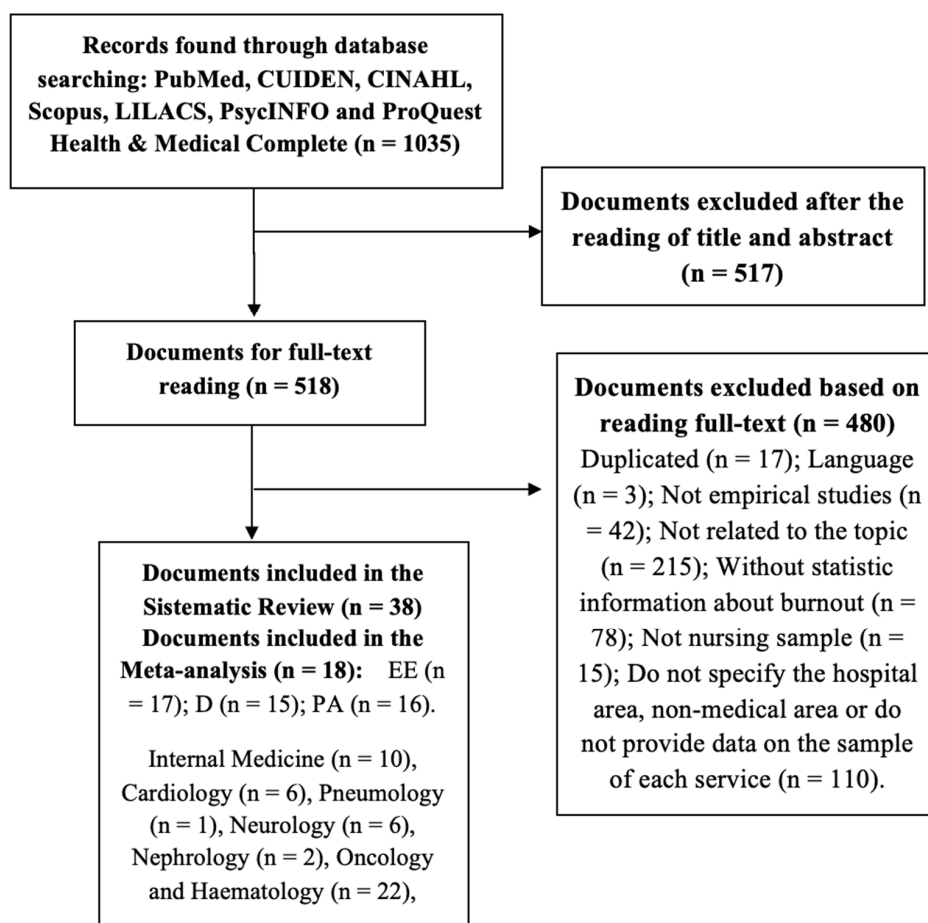 Records found through database
searching: PubMed, CUIDEN, CINAHL,
Scopus, LILACS, PsycINFO and ProQuest
Health & Medical Complete (n = 1035)
Documents excluded after the
reading of title and abstract
(n = 517)
Documents for full-text
reading (n = 518)
Documents excluded based on
reading full-text (n = 480)
Duplicated (n = 17); Language
(n = 3); Not empirical studies (n
= 42); Not related to the topic
(n = 215); Without statistic
information about burnout (n =
78); Not nursing sample (n =
15); Do not specify the hospital
area, non-medical area or do
not provide data on the sample
of each service (n = 110).
Documents included in the
Sistematic Review (n = 38)
Documents included in the
Meta-analysis (n = 18): EE (n
= 17); D (n = 15); PA (n = 16).
Internal Medicine (n = 10),
Cardiology (n = 6), Pneumology
(n = 1), Neurology (n = 6),
Nephrology (n = 2), Oncology
and Haematology (n = 22),